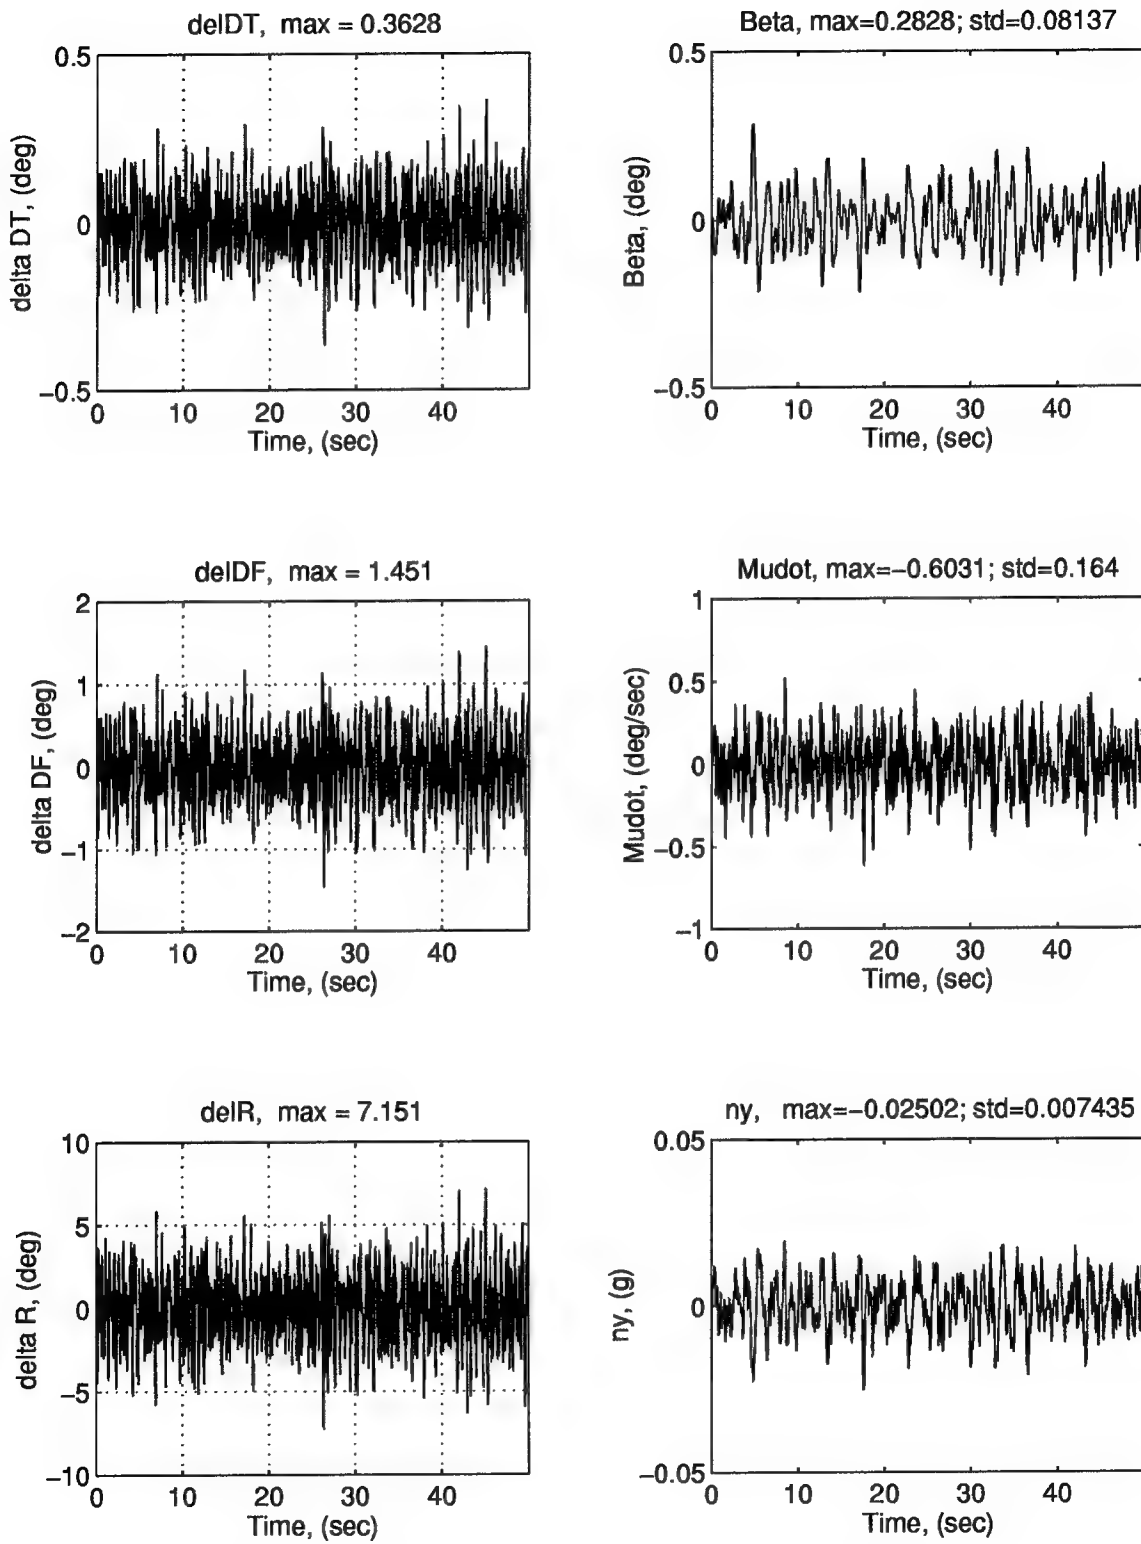 delDT, max = 0.3628
0.5
0
−0.5
delta DT, (deg)
0 10 20 30 40
Time, (sec)
Beta, max=0.2828; std=0.08137
0.5
0
−0.5
Beta, (deg)
0 10 20 30 40
Time, (sec)
delDF, max = 1.451
2
1
0
−1
−2
delta DF, (deg)
0 10 20 30 40
Time, (sec)
Mudot, max=−0.6031; std=0.164
1
0.5
0
−0.5
−1
Mudot, (deg/sec)
0 10 20 30 40
Time, (sec)
delR, max = 7.151
10
5
0
−5
−10
delta R, (deg)
0 10 20 30 40
Time, (sec)
ny, max=−0.02502; std=0.007435
0.05
0
−0.05
ny, (g)
0 10 20 30 40
Time, (sec)